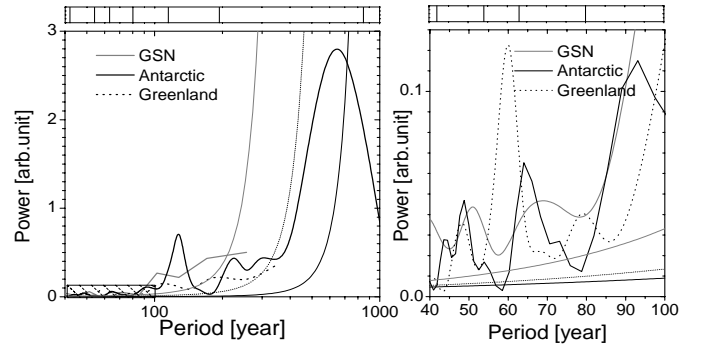 3
2
1
0
Power [arb.unit]
GSN
Antarctic
Greenland
100
1000
Period [year]
0.1
0.0
Power [arb.unit]
GSN
Antarctic
Greenland
40 50 60 70 80 90 100
Period [year]